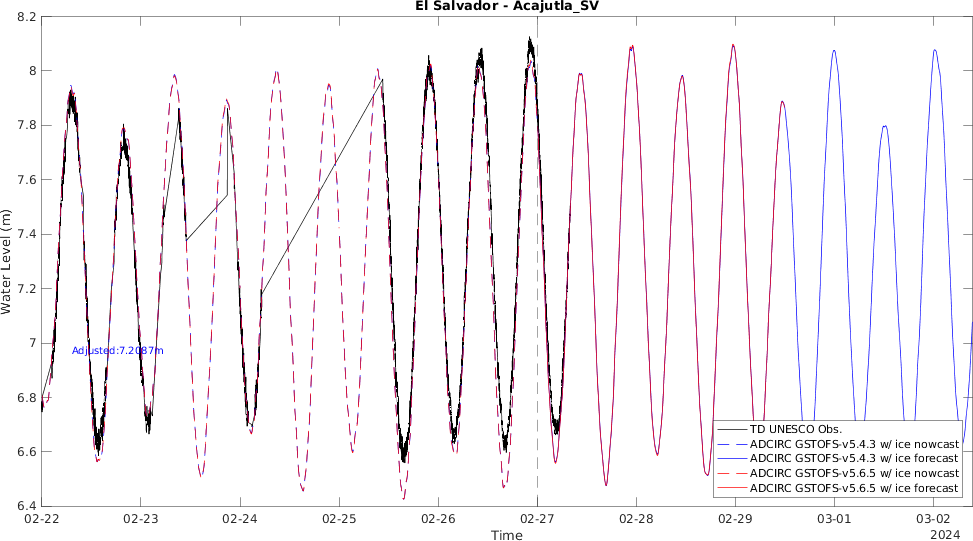 El Salvador - Acajutla_SV
Water Level (m)
8.2
8
7.8
7.6
7.4
7.2
7
6.8
6.6
6.4
Adjusted:7.2087m
TD UNESCO Obs.
ADCIRC GSTOFS-v5.4.3 w/ ice nowcast
ADCIRC GSTOFS-v5.4.3 w/ ice forecast
ADCIRC GSTOFS-v5.6.5 w/ ice nowcast
ADCIRC GSTOFS-v5.6.5 w/ ice forecast
02-22 02-23 02-24 02-25 02-26 02-27 02-28 02-29 03-01 03-02
Time
2024